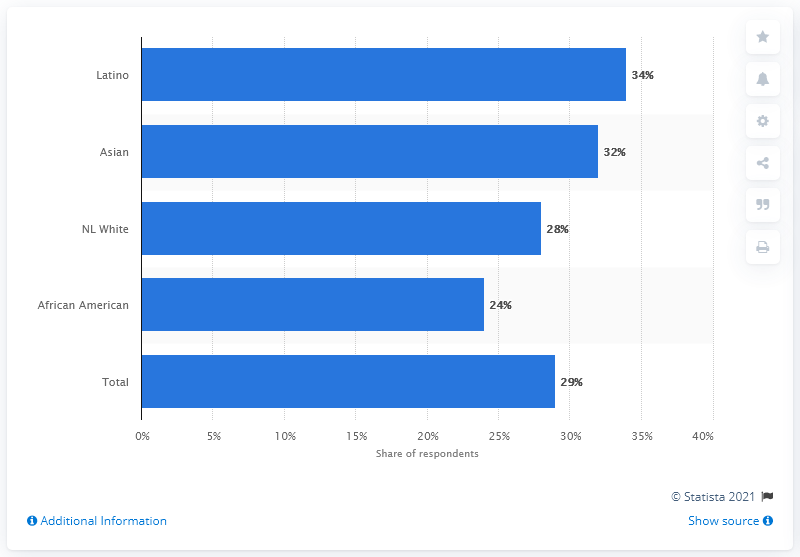 Latino 34%
Asian 32%
NL White 28%
African American 24%
Total 29%
0% 5% 10% 15% 20% 25% 30% 35% 40%
Share of respondents
© Statista 2021
Additional Information Show source